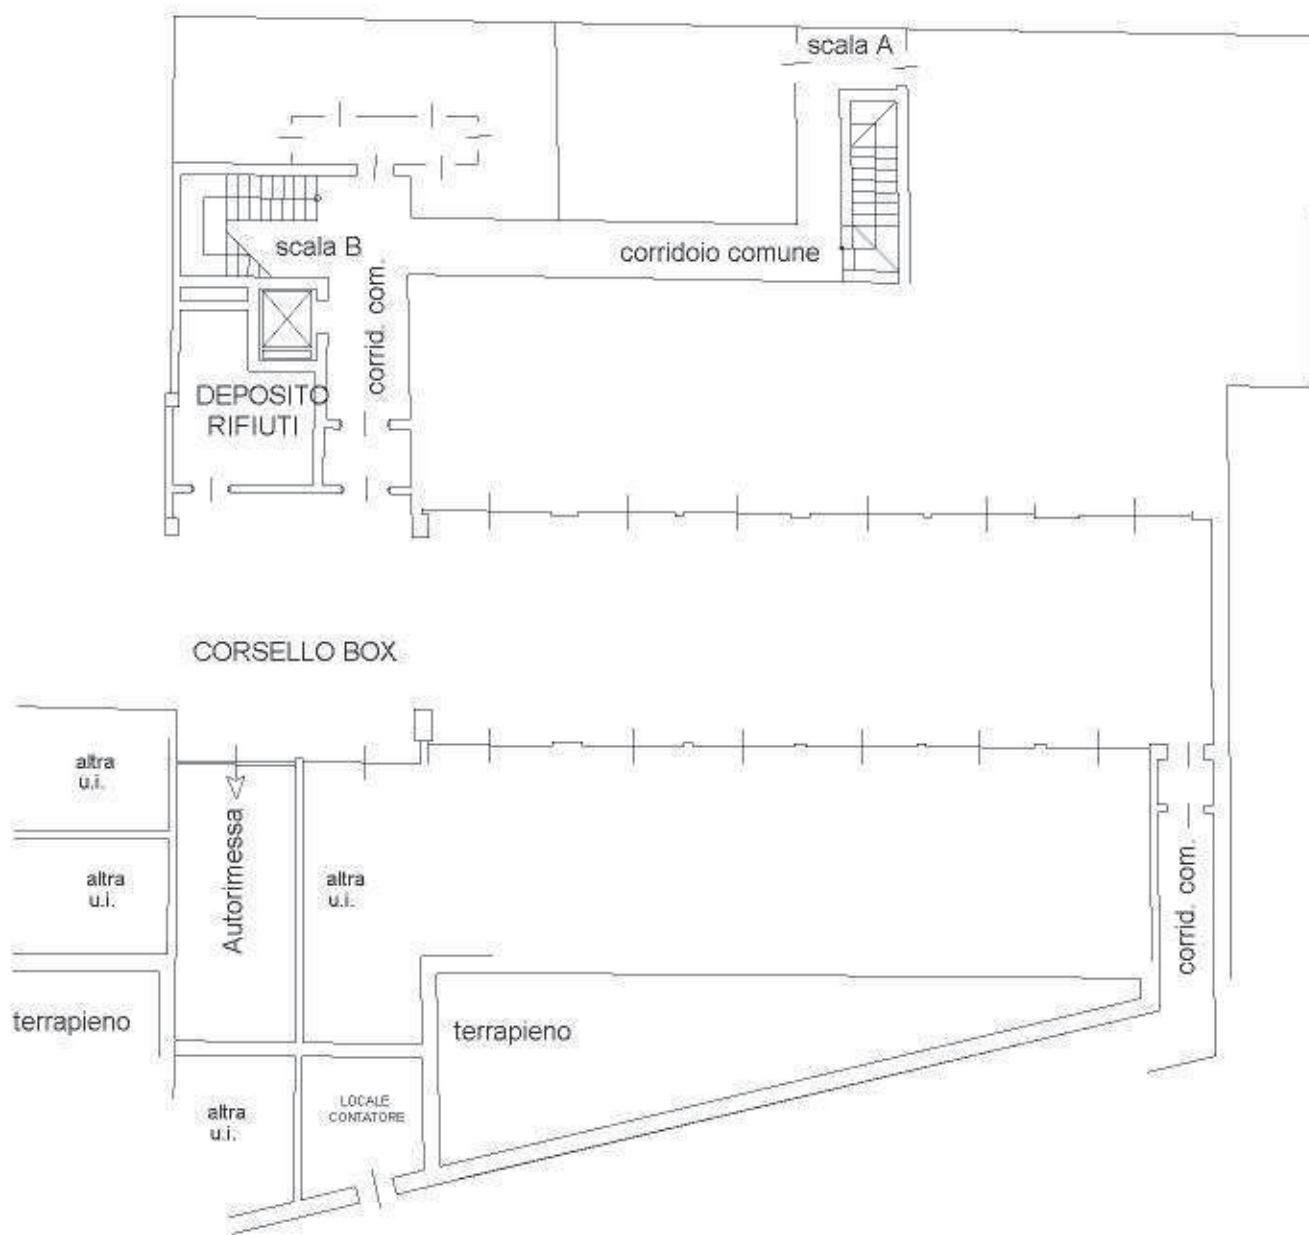 scala A
scala B
corridoio comune
corrid. com.
DEPOSITO
RIFIUTI
CORSELLO BOX
altra
u.i.
altra
u.i.
Autorimessa
altra
u.i.
corrid. com.
terrapieno
terrapieno
altra
u.i.
LOCALE
CONTATORE